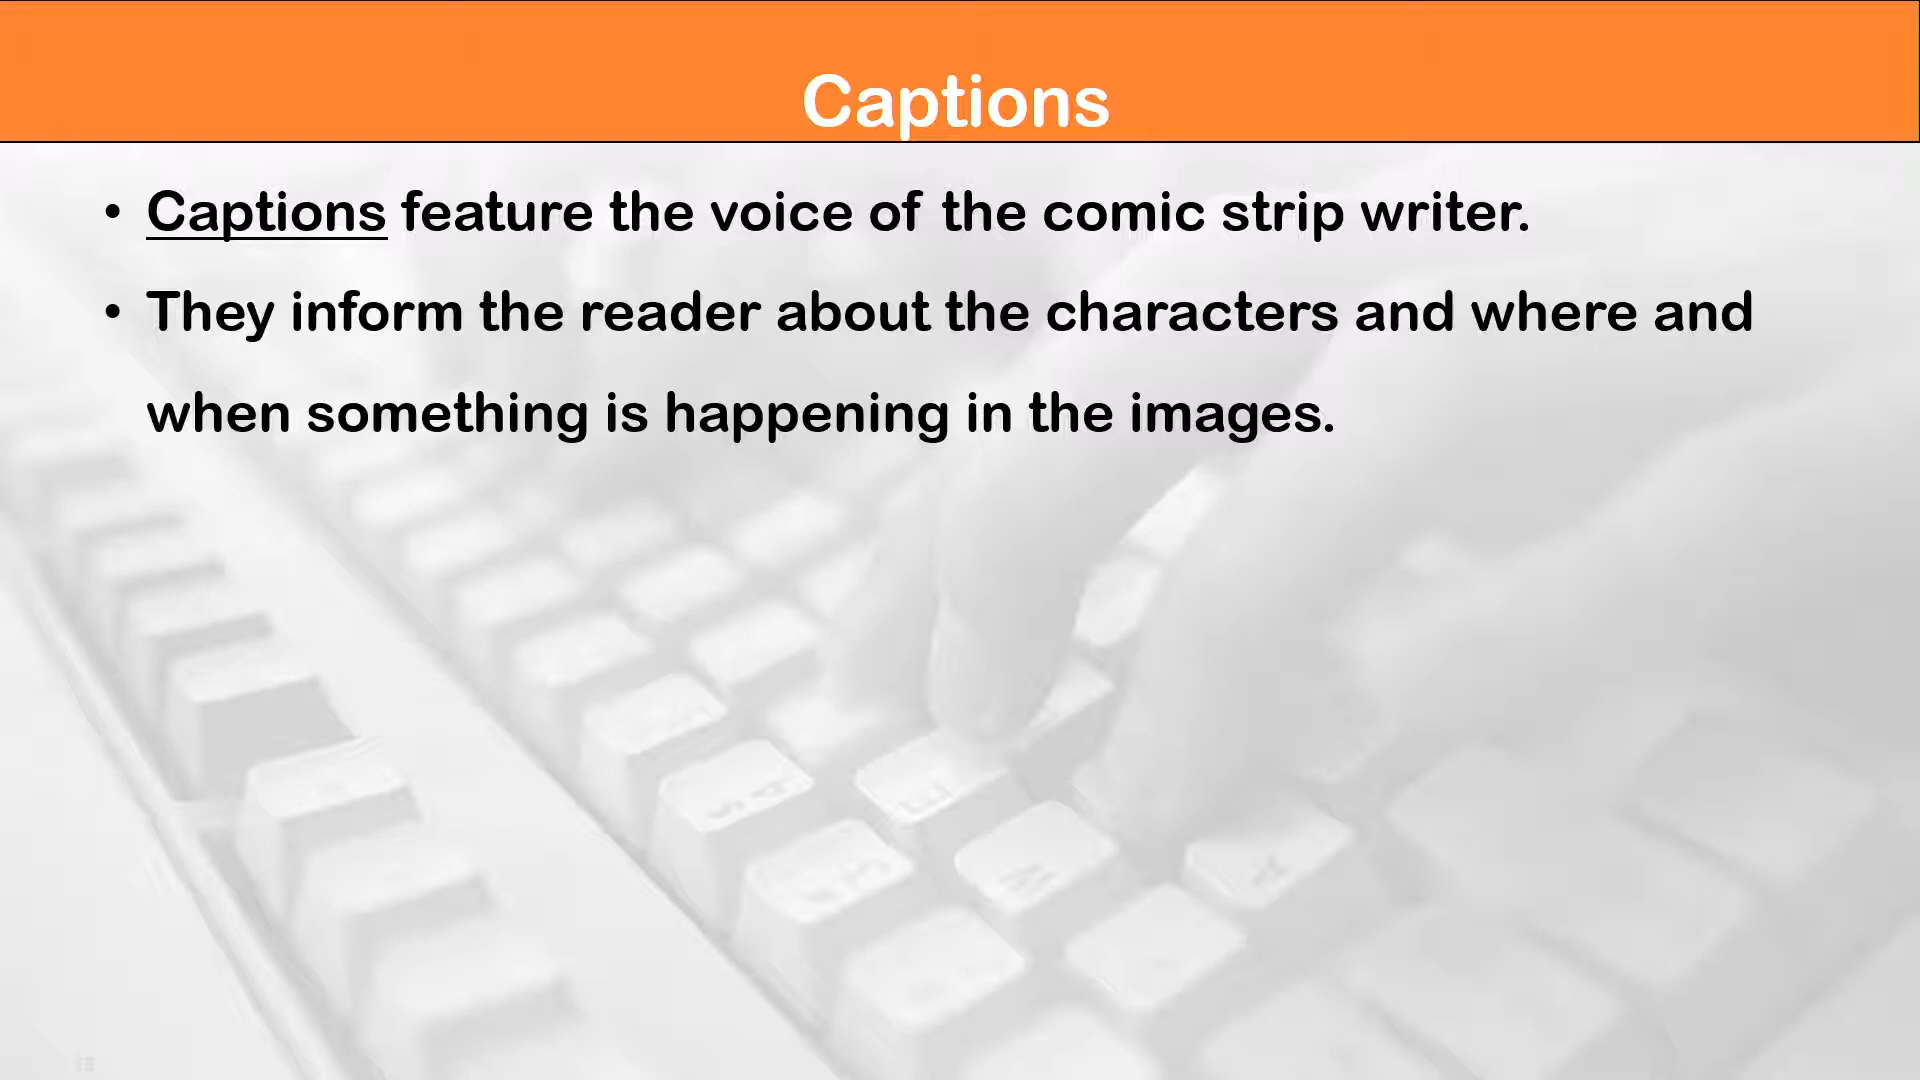 Captions
• Captions feature the voice of the comic strip writer.
• They inform the reader about the characters and where and
when something is happening in the images.